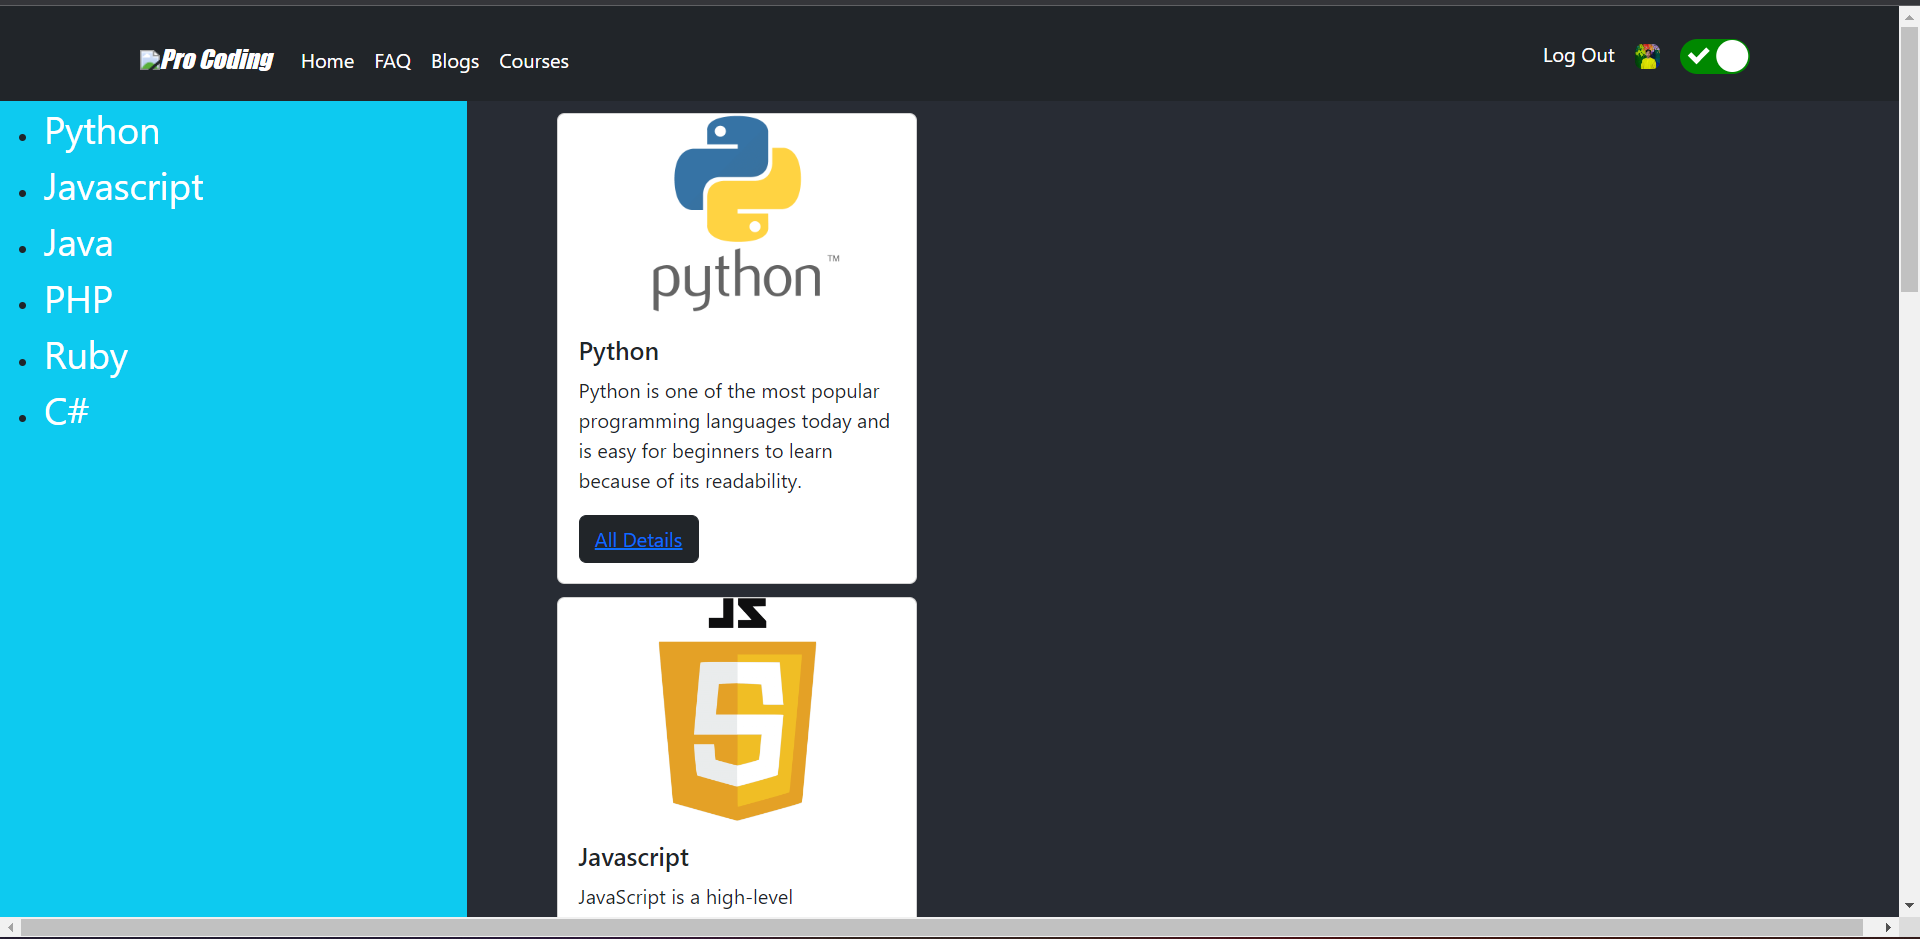 Pro Coding
Home FAQ Blogs Courses
Log Out
Python
Javascript
Java
PHP
Ruby
C#
python™
Python
Python is one of the most popular
programming languages today and
is easy for beginners to learn
because of its readability.
All Details
JS
Javascript
JavaScript is a high-level